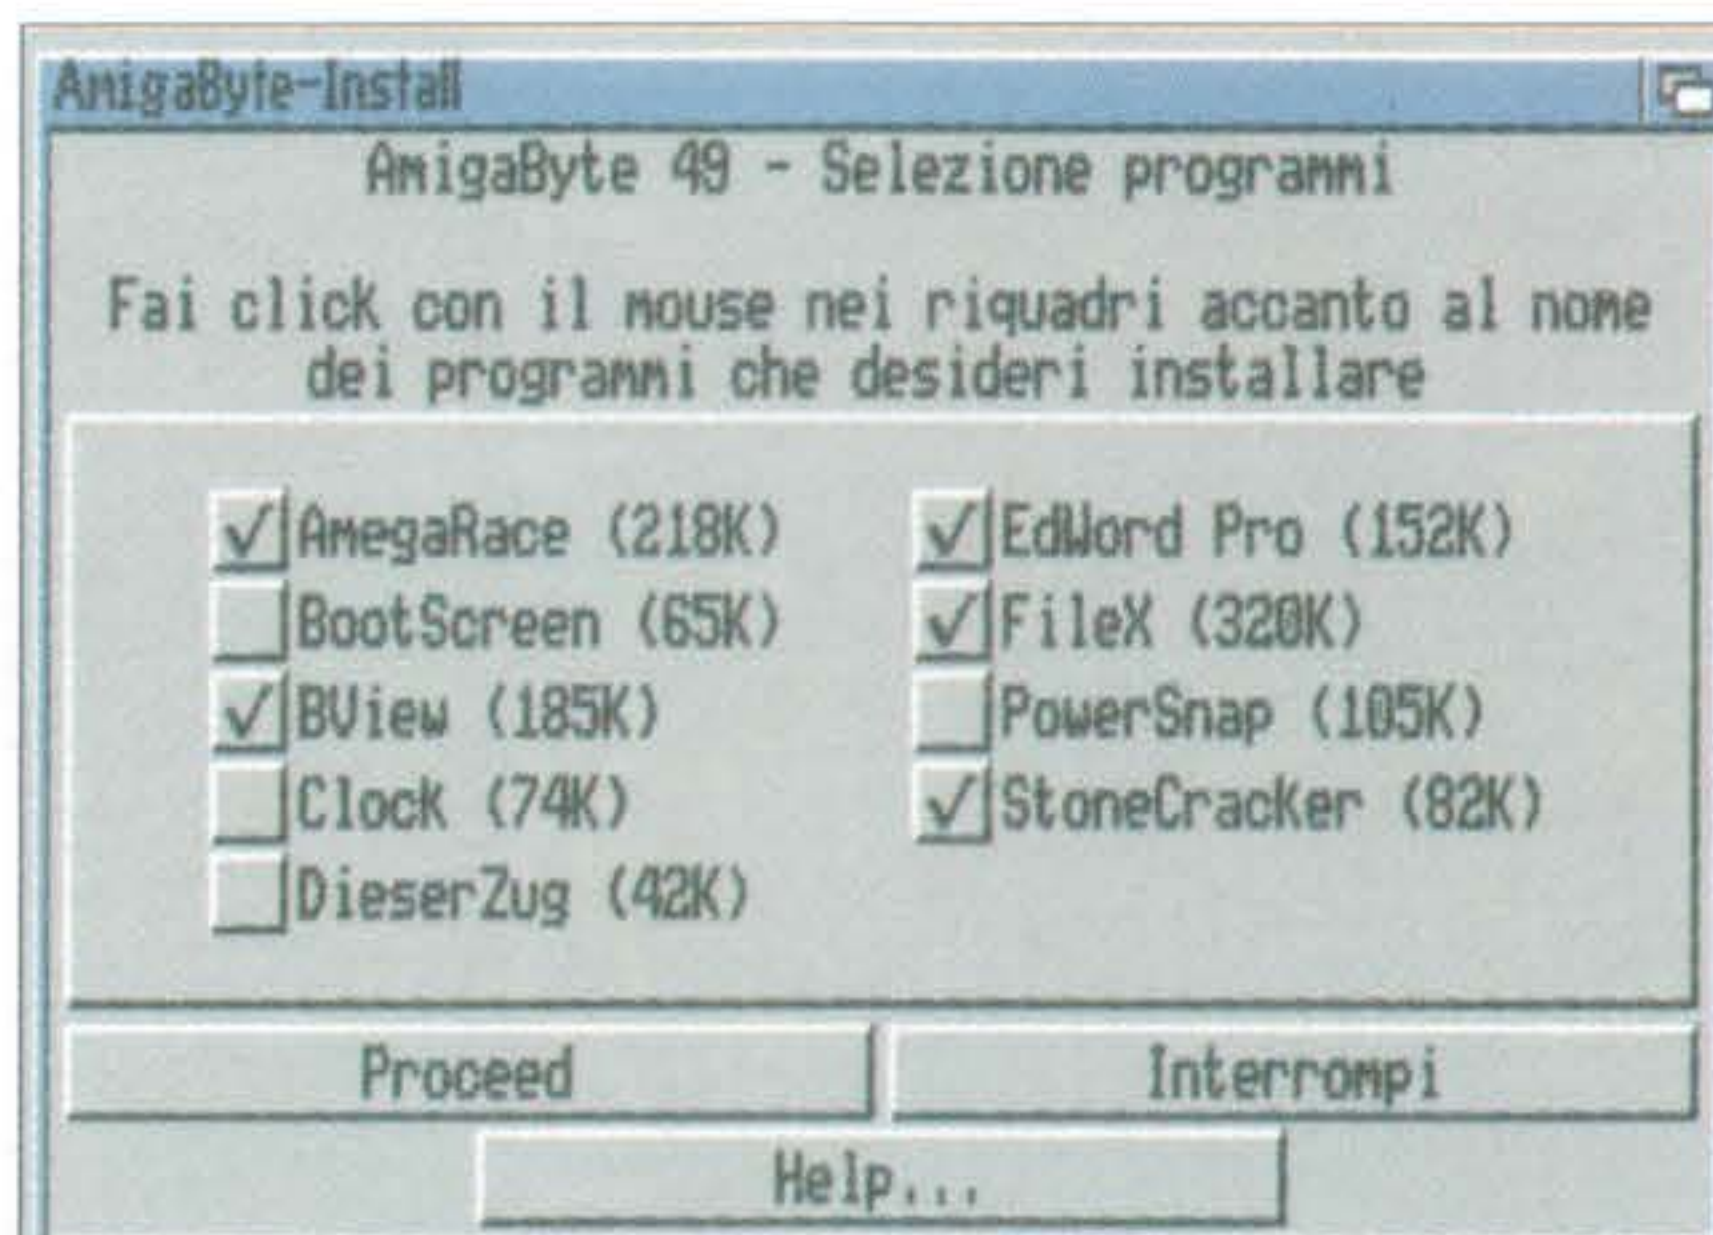 AmigaByte-Install
AmigaByte 49 - Selezione programmi
Fai click con il mouse nei riquadri accanto al nome
dei programmi che desideri installare
AmegaRace (218K)
BootScreen (65K)
BView (185K)
Clock (74K)
DieserZug (42K)
EdWord Pro (152K)
FileX (320K)
PowerSnap (105K)
StoneCracker (82K)
Proceed
Interrompi
Help...